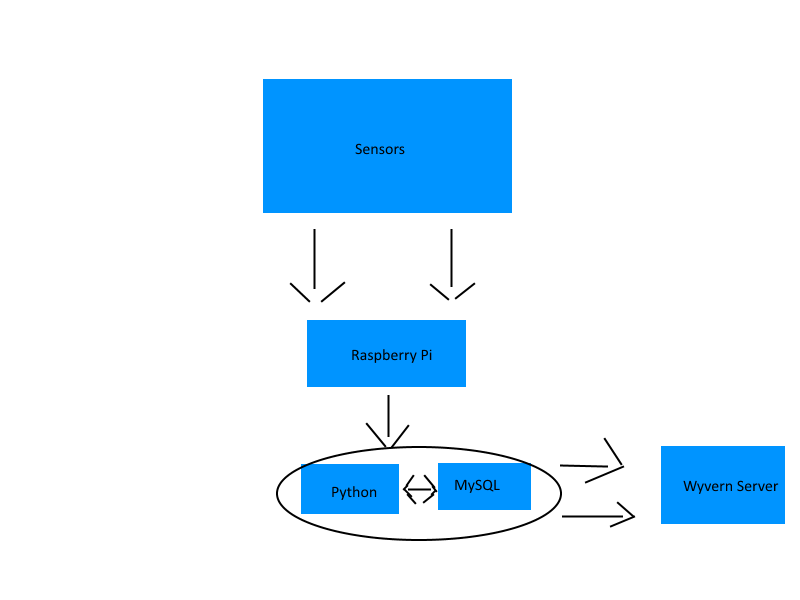 Sensors
Raspberry Pi
Python
MySQL
Wyvern Server